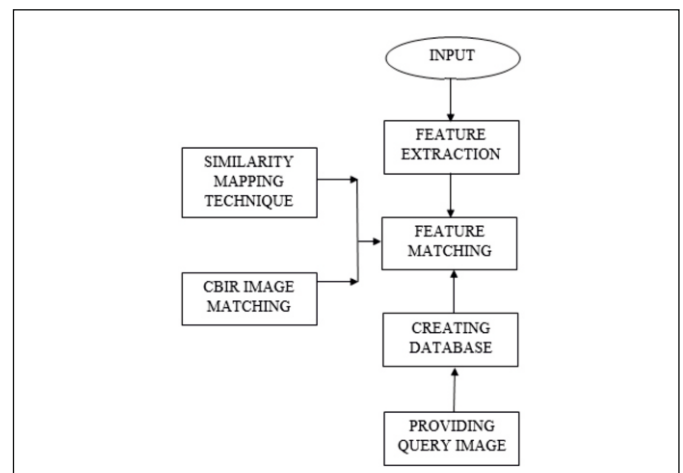 INPUT
FEATURE
EXTRACTION
SIMILARITY
MAPPING
TECHNIQUE
FEATURE
MATCHING
CBIR IMAGE
MATCHING
CREATING
DATABASE
PROVIDING
QUERY IMAGE